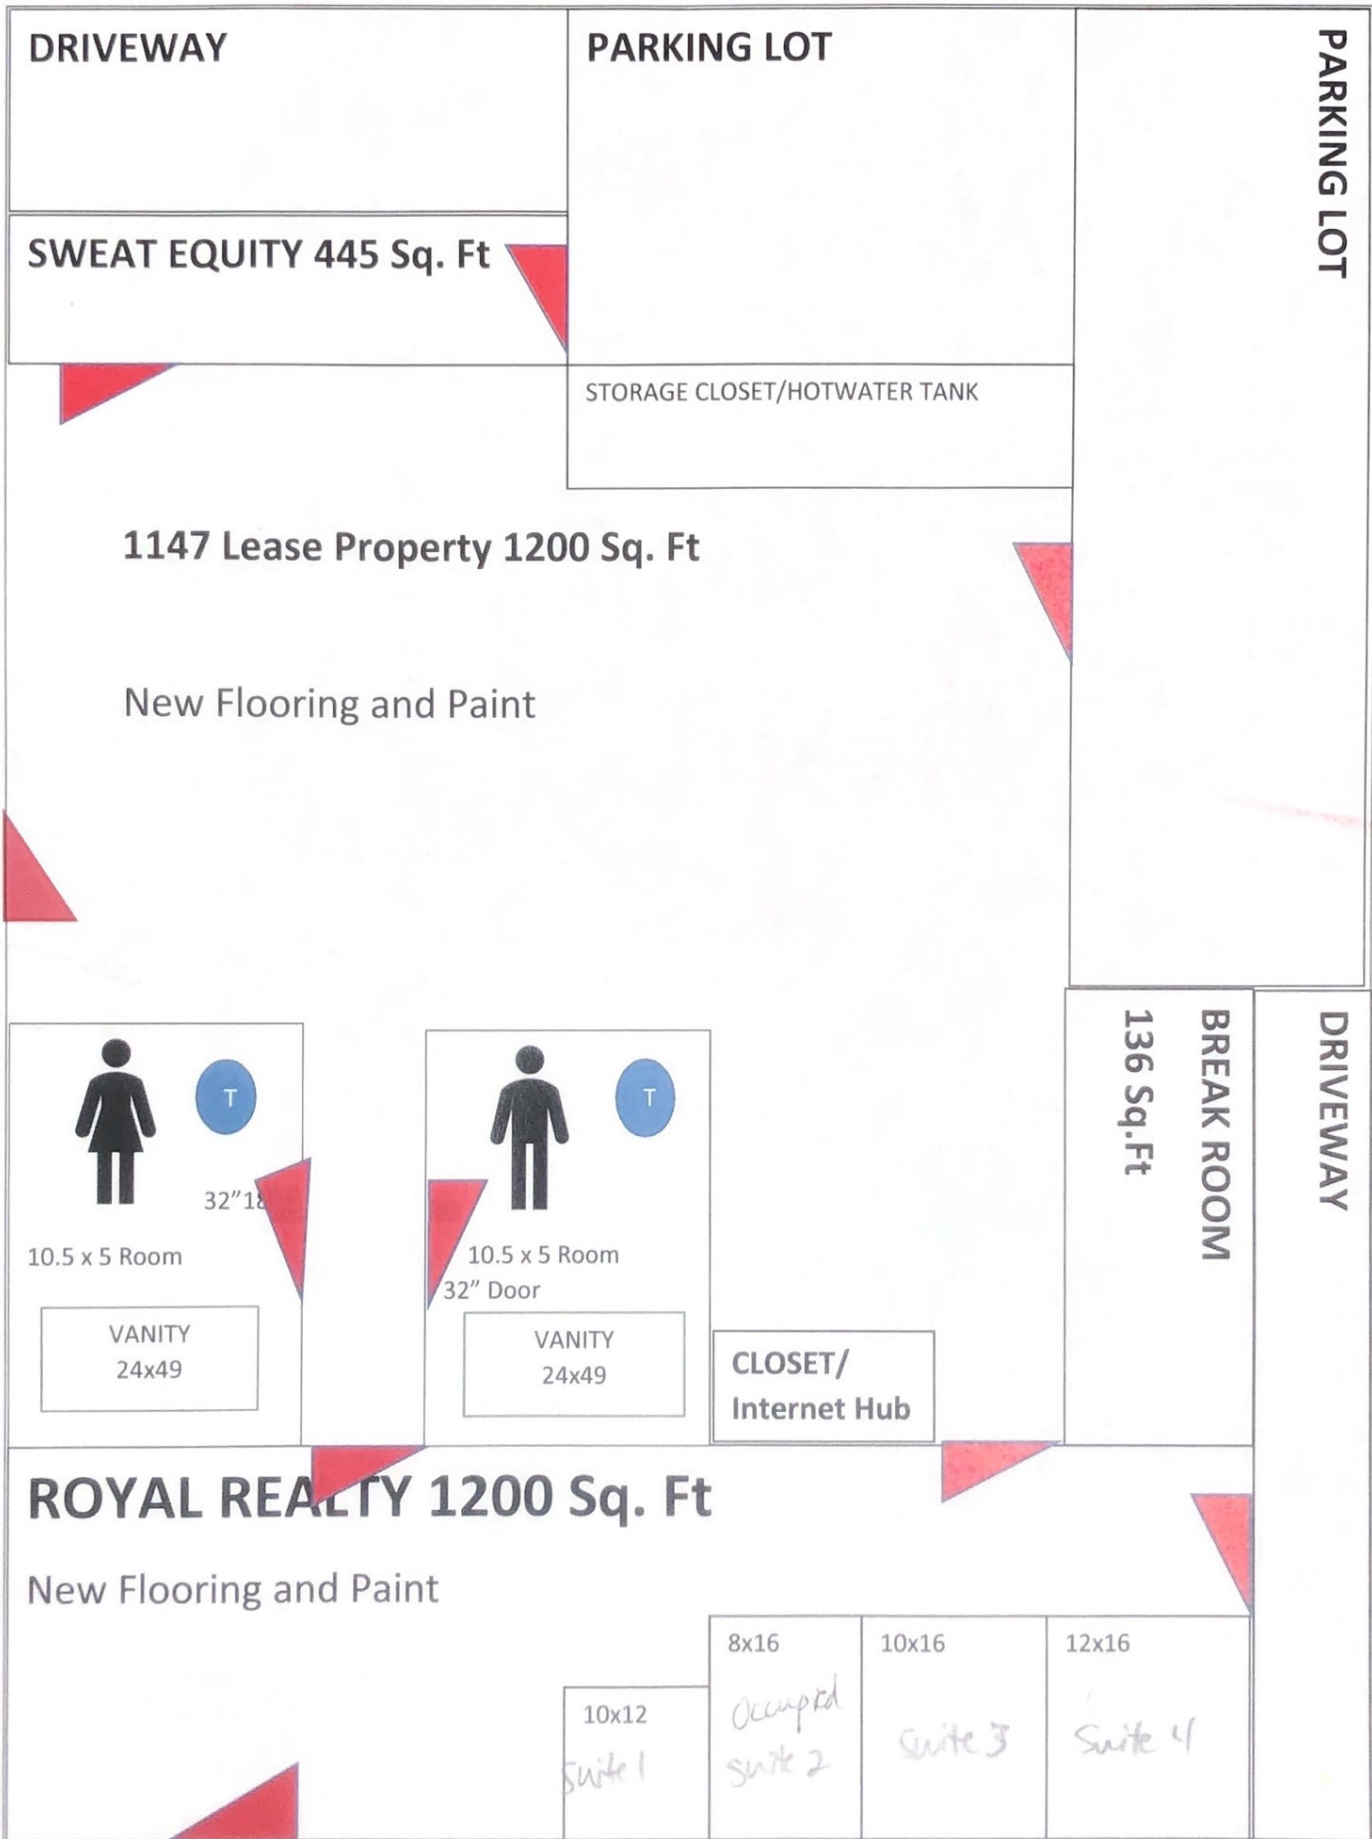 DRIVEWAY
PARKING LOT
PARKING LOT
SWEAT EQUITY 445 Sq. Ft
STORAGE CLOSET/HOTWATER TANK
1147 Lease Property 1200 Sq. Ft
New Flooring and Paint
BREAK ROOM
136 Sq.Ft
DRIVEWAY
T
T
32”18
10.5 x 5 Room
10.5 x 5 Room
32” Door
VANITY
24x49
VANITY
24x49
CLOSET/
Internet Hub
ROYAL REALTY 1200 Sq. Ft
New Flooring and Paint
10x12
Suite 1
8x16
Occupied
Suite 2
10x16
Suite 3
12x16
Suite 4